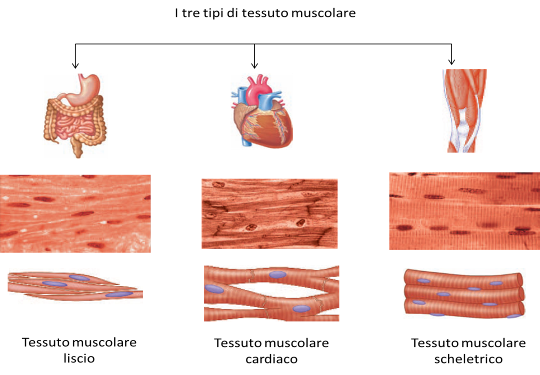 I tre tipi di tessuto muscolare
Tessuto muscolare
liscio
Tessuto muscolare
cardiaco
Tessuto muscolare
scheletrico